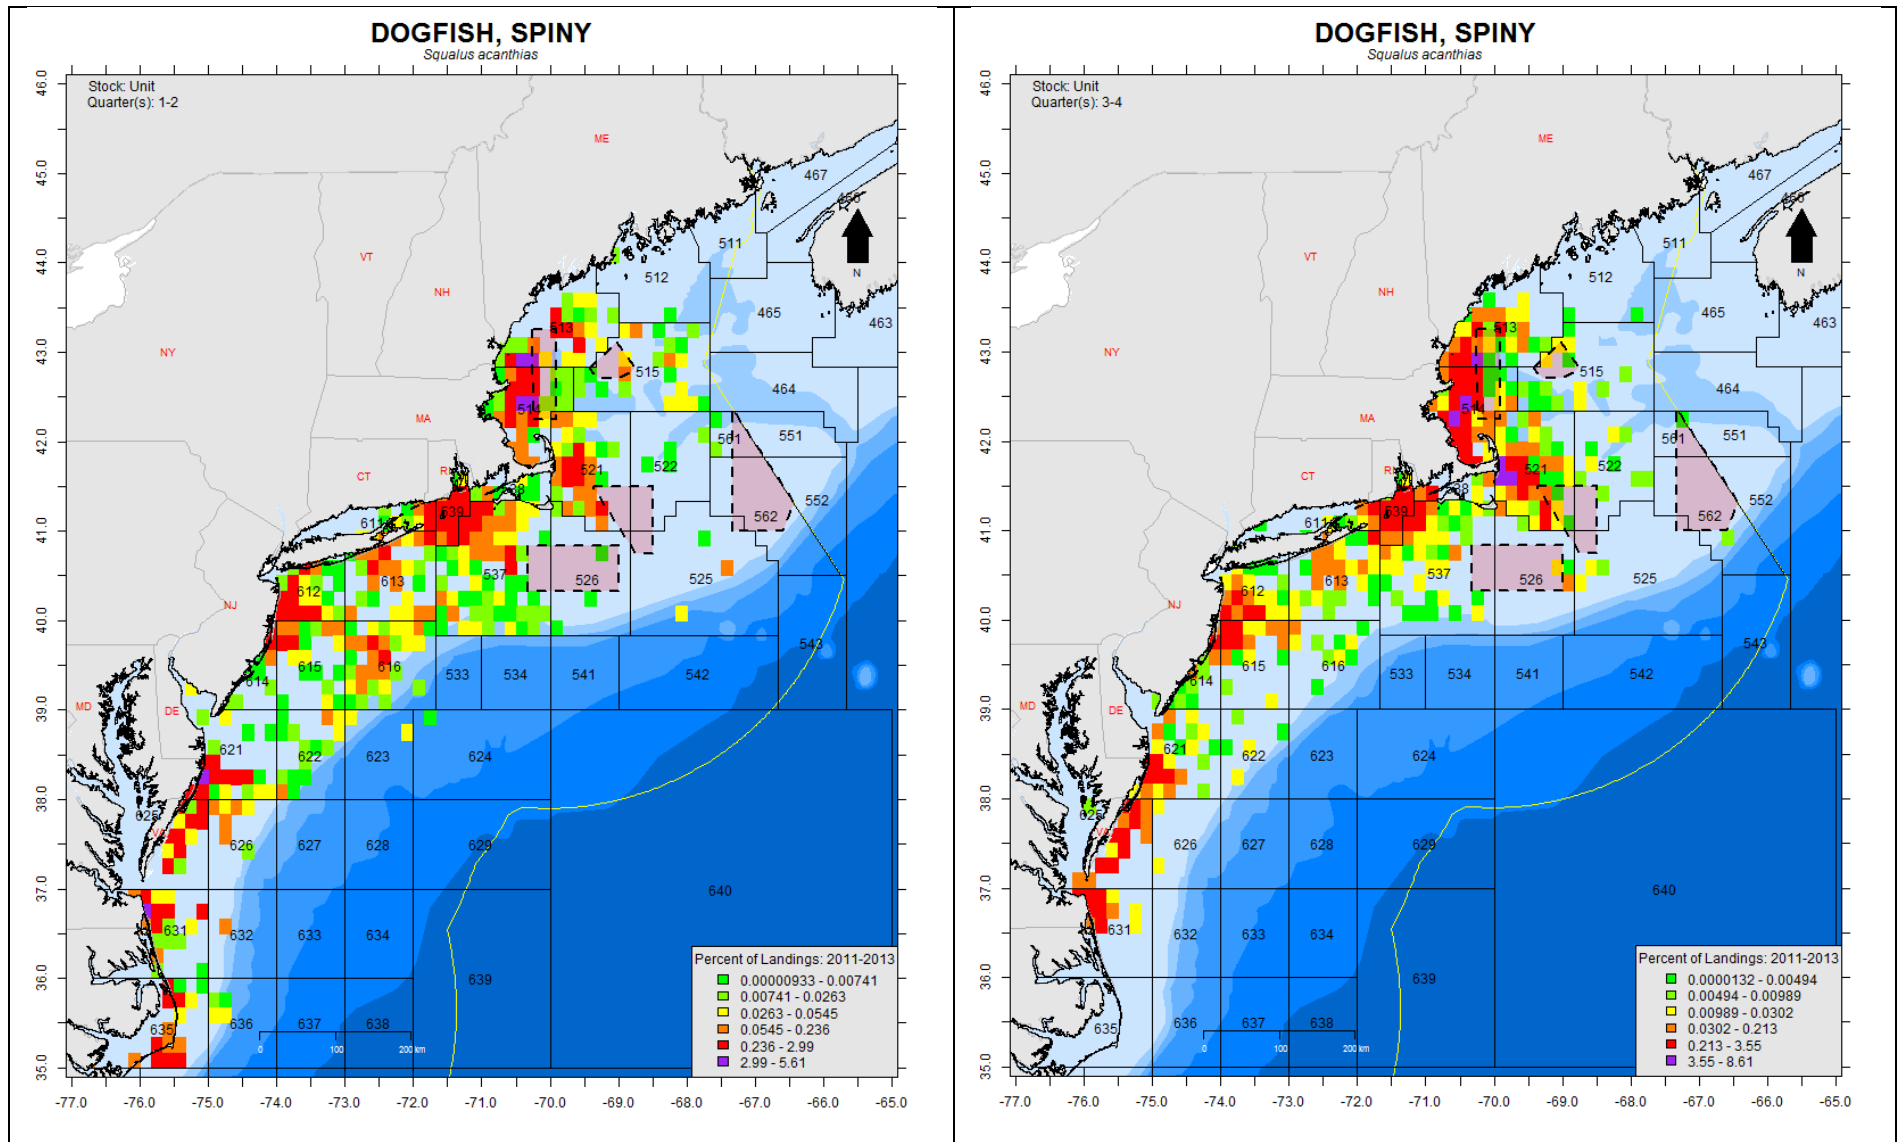 DOGFISH, SPINY
Squalus acanthias
Stock: Unit
Quarter(s): 1-2
46.0
45.0
44.0
43.0
42.0
41.0
40.0
39.0
38.0
37.0
36.0
35.0
ME
VT
NH
NY
MA
CT
RI
NJ
MD
DE
VA
N
467
511
512
465
463
513
515
464
514
561
551
521
522
552
539
562
611
537
526
525
613
612
543
615
616
533
534
541
542
614
621
622
623
624
625
626
627
628
629
640
631
632
633
634
639
635
636
637
638
0 100 200 km
Percent of Landings: 2011-2013
0.00000933 - 0.00741
0.00741 - 0.0263
0.0263 - 0.0545
0.0545 - 0.236
0.236 - 2.99
2.99 - 5.61
-77.0 -76.0 -75.0 -74.0 -73.0 -72.0 -71.0 -70.0 -69.0 -68.0 -67.0 -66.0 -65.0
DOGFISH, SPINY
Squalus acanthias
Stock: Unit
Quarter(s): 3-4
46.0
45.0
44.0
43.0
42.0
41.0
40.0
39.0
38.0
37.0
36.0
35.0
ME
VT
NH
NY
MA
CT
RI
NJ
MD
DE
VA
N
467
511
512
465
463
513
515
464
514
561
551
521
522
552
539
562
611
537
526
525
613
612
543
615
616
533
534
541
542
614
621
622
623
624
625
626
627
628
629
640
631
632
633
634
639
635
636
637
638
0 100 200 km
Percent of Landings: 2011-2013
0.0000132 - 0.00494
0.00494 - 0.00989
0.00989 - 0.0302
0.0302 - 0.213
0.213 - 3.55
3.55 - 8.61
-77.0 -76.0 -75.0 -74.0 -73.0 -72.0 -71.0 -70.0 -69.0 -68.0 -67.0 -66.0 -65.0